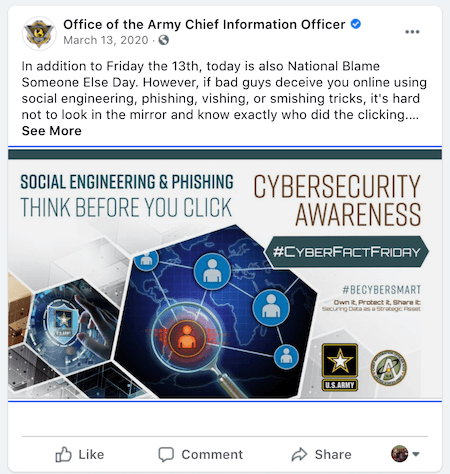 Office of the Army Chief Information Officer
March 13, 2020 ·
In addition to Friday the 13th, today is also National Blame
Someone Else Day. However, if bad guys deceive you online using
social engineering, phishing, vishing, or smishing tricks, it's hard
not to look in the mirror and know exactly who did the clicking....
See More
SOCIAL ENGINEERING & PHISHING
THINK BEFORE YOU CLICK
CYBERSECURITY
AWARENESS
#CYBERFACTFRIDAY
#BECYBERSMART
Own it, Protect it, Share it:
Securing Data as a Strategic Asset
U.S. ARMY
U.S.ARMY
Like
Comment
Share